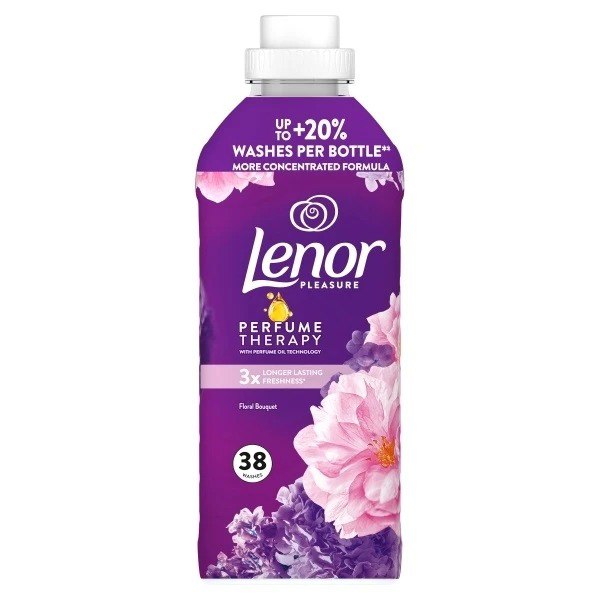 UP TO +20%
WASHES PER BOTTLE**
MORE CONCENTRATED FORMULA
Lenor
PLEASURE
PERFUME
THERAPY
WITH PERFUME OIL TECHNOLOGY
3x LONGER LASTING
FRESHNESS*
Floral Bouquet
38
WASHES